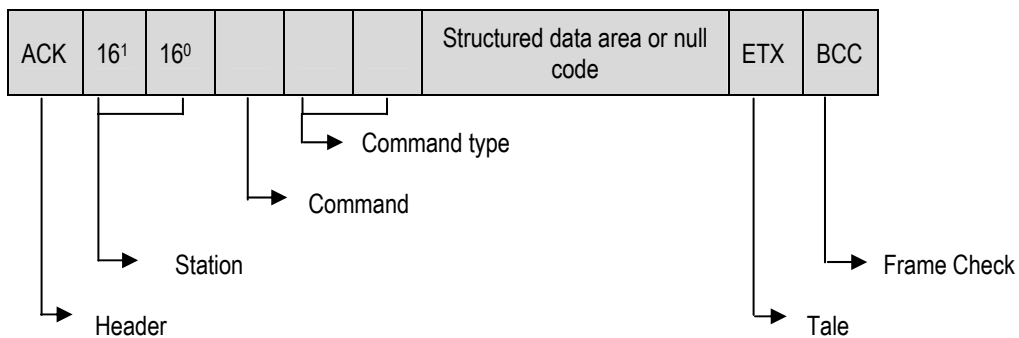 ACK 16¹ 16⁰ Structured data area or null code ETX BCC
Command type
Command
Station
Frame Check
Header
Tale